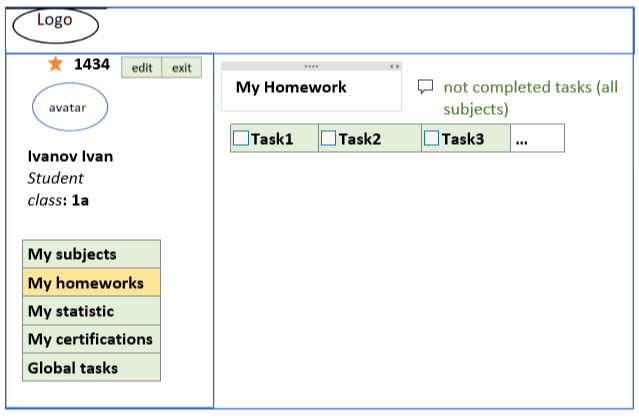 Logo
1434
edit
exit
avatar
Ivanov Ivan
Student
class: 1a
My subjects
My homeworks
My statistic
My certifications
Global tasks
My Homework
not completed tasks (all
subjects)
Task1
Task2
Task3
...